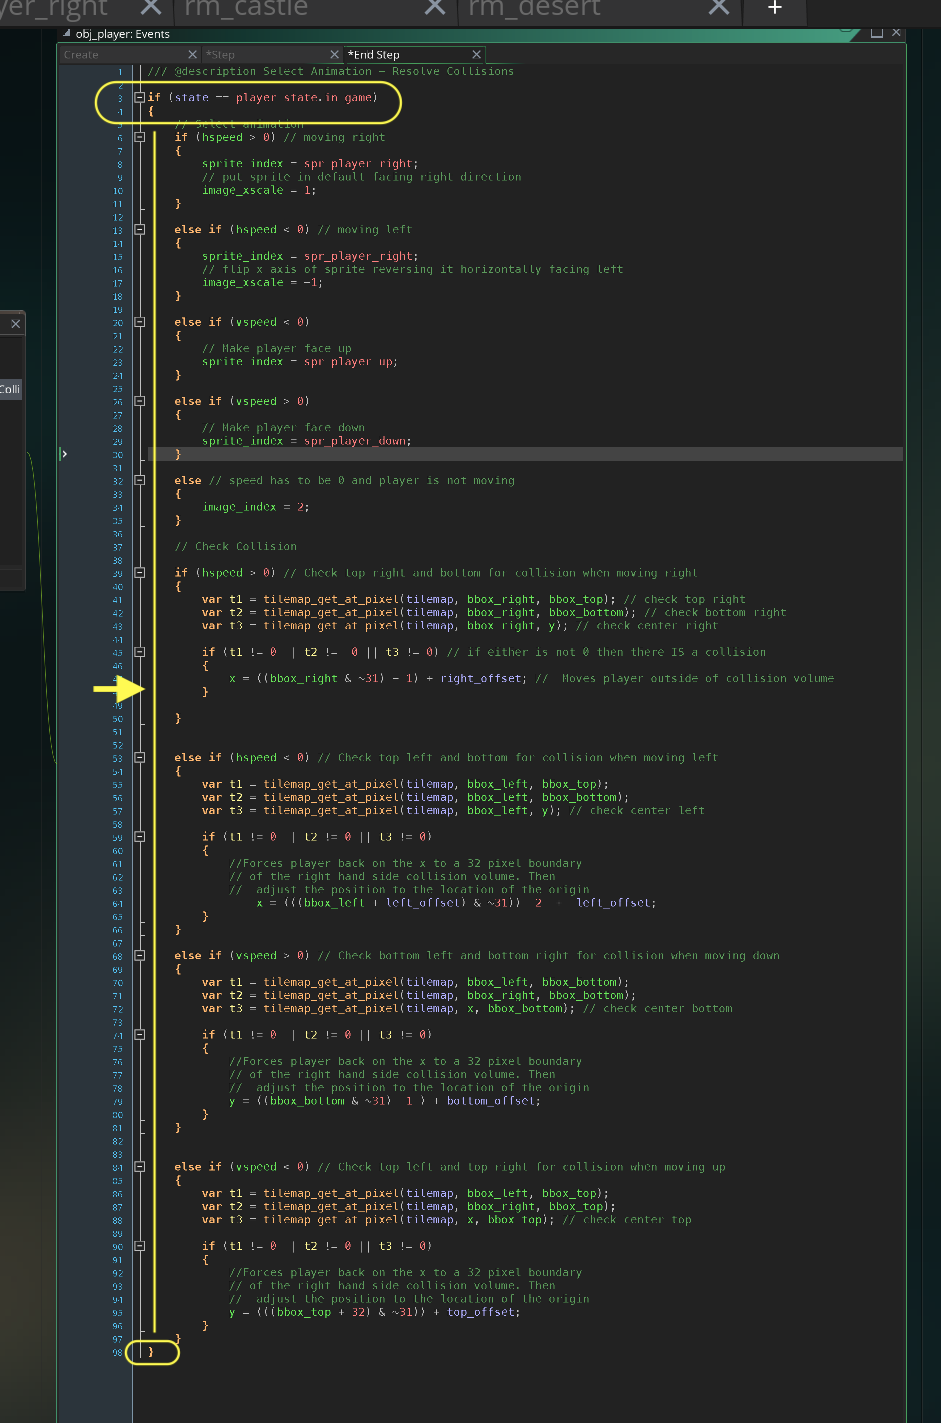 yer_right
rm_castle
rm_desert
+
obj_player: Events
Create
*Step
*End Step
1 /// @description Select Animation - Resolve Collisions
2
3 if (state == player_state.in_game)
4 {
5 // Select animation
6 if (hspeed > 0) // moving right
7 {
8 sprite_index = spr_player_right;
9 // put sprite in default facing right direction
10 image_xscale = 1;
11 }
12
13 else if (hspeed < 0) // moving left
14 {
15 sprite_index = spr_player_right;
16 // flip x axis of sprite reversing it horizontally facing left
17 image_xscale = -1;
18 }
19
20 else if (vspeed < 0)
21 {
22 // Make player face up
23 sprite_index = spr_player_up;
24 }
25
26 else if (vspeed > 0)
27 {
28 // Make player face down
29 sprite_index = spr_player_down;
30 }
31
32 else // speed has to be 0 and player is not moving
33 {
34 image_index = 2;
35 }
36
37 // Check Collision
38
39 if (hspeed > 0) // Check top right and bottom for collision when moving right
40 {
41 var t1 = tilemap_get_at_pixel(tilemap, bbox_right, bbox_top); // check top right
42 var t2 = tilemap_get_at_pixel(tilemap, bbox_right, bbox_bottom); // check bottom right
43 var t3 = tilemap_get_at_pixel(tilemap, bbox_right, y); // check center right
44
45 if (t1 != 0 | t2 != 0 || t3 != 0) // if either is not 0 then there IS a collision
46 {
x = ((bbox_right & ~31) - 1) + right_offset; // Moves player outside of collision volume
}
49
50 }
51
52
53 else if (hspeed < 0) // Check top left and bottom for collision when moving left
54 {
55 var t1 = tilemap_get_at_pixel(tilemap, bbox_left, bbox_top);
56 var t2 = tilemap_get_at_pixel(tilemap, bbox_left, bbox_bottom);
57 var t3 = tilemap_get_at_pixel(tilemap, bbox_left, y); // check center left
58
59 if (t1 != 0 | t2 != 0 || t3 != 0)
60 {
61 //Forces player back on the x to a 32 pixel boundary
62 // of the right hand side collision volume. Then
63 // adjust the position to the location of the origin
64 x = (((bbox_left + left_offset) & ~31)) 2 - left_offset;
65 }
66 }
67
68 else if (vspeed > 0) // Check bottom left and bottom right for collision when moving down
69 {
70 var t1 = tilemap_get_at_pixel(tilemap, bbox_left, bbox_bottom);
71 var t2 = tilemap_get_at_pixel(tilemap, bbox_right, bbox_bottom);
72 var t3 = tilemap_get_at_pixel(tilemap, x, bbox_bottom); // check center bottom
73
74 if (t1 != 0 | t2 != 0 || t3 != 0)
75 {
76 //Forces player back on the x to a 32 pixel boundary
77 // of the right hand side collision volume. Then
78 // adjust the position to the location of the origin
79 y = ((bbox_bottom & ~31) 1 ) + bottom_offset;
80 }
81 }
82
83
84 else if (vspeed < 0) // Check top left and top right for collision when moving up
85 {
86 var t1 = tilemap_get_at_pixel(tilemap, bbox_left, bbox_top);
87 var t2 = tilemap_get_at_pixel(tilemap, bbox_right, bbox_top);
88 var t3 = tilemap_get_at_pixel(tilemap, x, bbox_top); // check center top
89
90 if (t1 != 0 | t2 != 0 || t3 != 0)
91 {
92 //Forces player back on the x to a 32 pixel boundary
93 // of the right hand side collision volume. Then
94 // adjust the position to the location of the origin
95 y = (((bbox_top + 32) & ~31)) + top_offset;
96 }
97 }
98 }
Colli